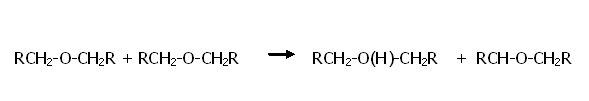 RCH₂-O-CH₂R + RCH₂-O-CH₂R → RCH₂-O(H)-CH₂R + RCH-O-CH₂R